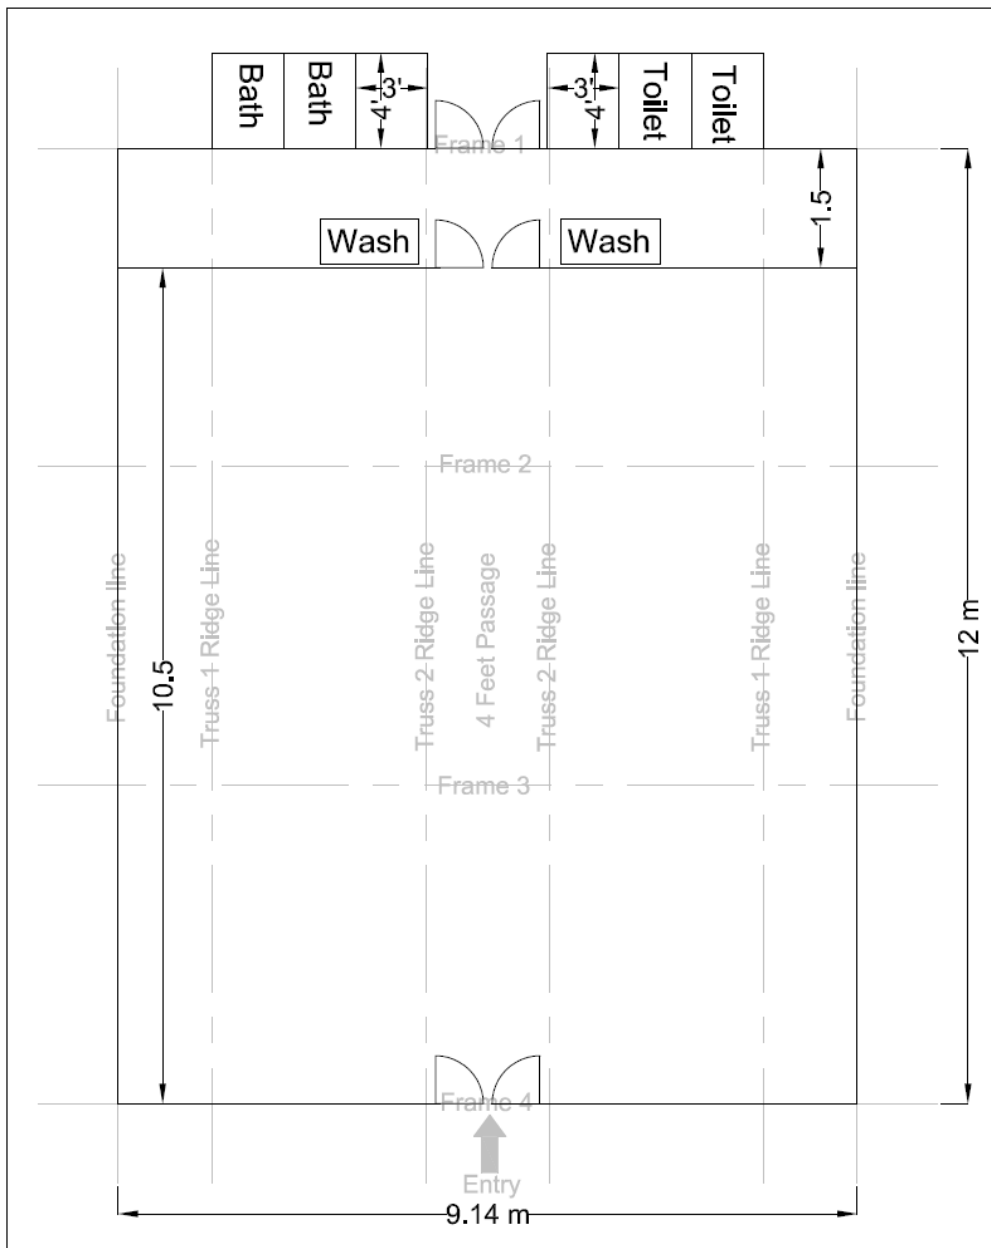 Bath
Bath
3'
4'
3'
4'
Toilet
Toilet
Frame 1
1.5
Wash
Wash
Frame 2
Foundation line
Truss 1 Ridge Line
Truss 2 Ridge Line
4 Feet Passage
Truss 2 Ridge Line
Truss 1 Ridge Line
Foundation line
12 m
10.5
Frame 3
Frame 4
Entry
9.14 m